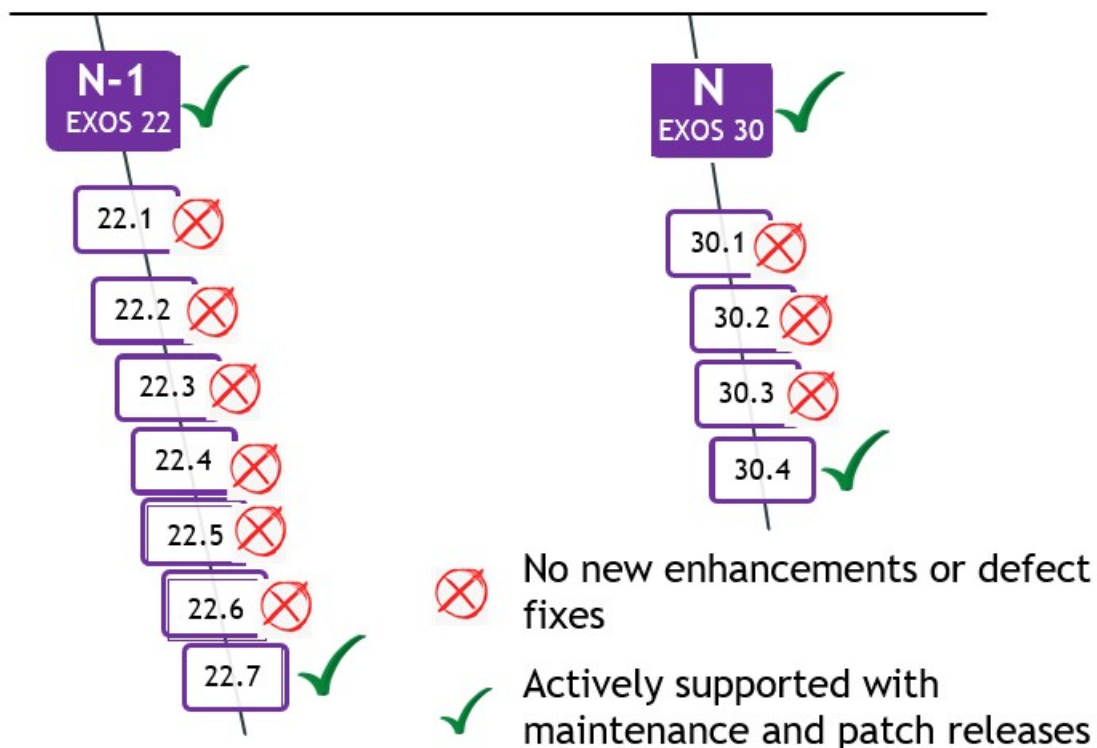 N-1
EXOS 22
22.1
22.2
22.3
22.4
22.5
22.6
22.7
N
EXOS 30
30.1
30.2
30.3
30.4
No new enhancements or defect
fixes
Actively supported with
maintenance and patch releases